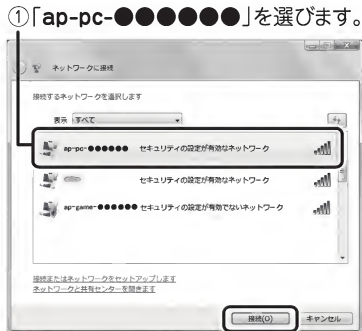 ①「ap-pc-●●●●●●」を選びます。
ネットワークに接続
接続するネットワークを選択します
表示 すべて
ap-pc-●●●●●● セキュリティの設定が有効なネットワーク
セキュリティの設定が有効なネットワーク
ap-game-●●●●●● セキュリティの設定が有効でないネットワーク
接続またはネットワークをセットアップします
ネットワークと共有センターを開きます
接続(O) キャンセル